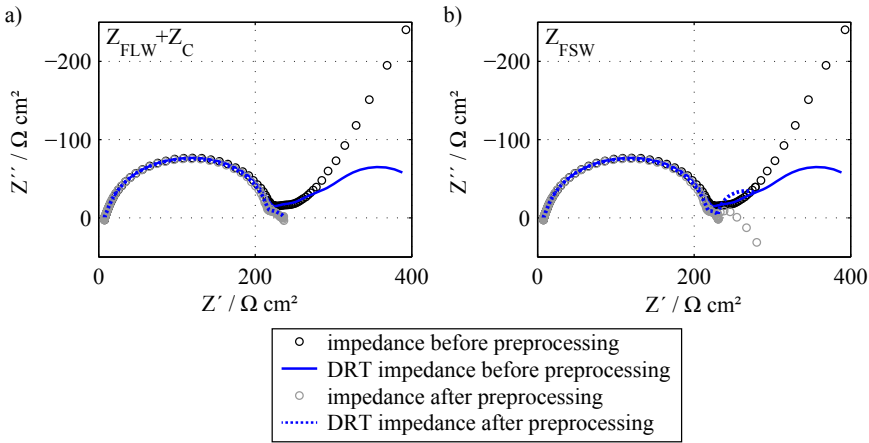 a)
Z_FLW+Z_C
−200
−100
0
Z´´ / Ω cm²
0
200
400
Z´ / Ω cm²
b)
Z_FSW
−200
−100
0
Z´´ / Ω cm²
0
200
400
Z´ / Ω cm²
impedance before preprocessing
DRT impedance before preprocessing
impedance after preprocessing
DRT impedance after preprocessing